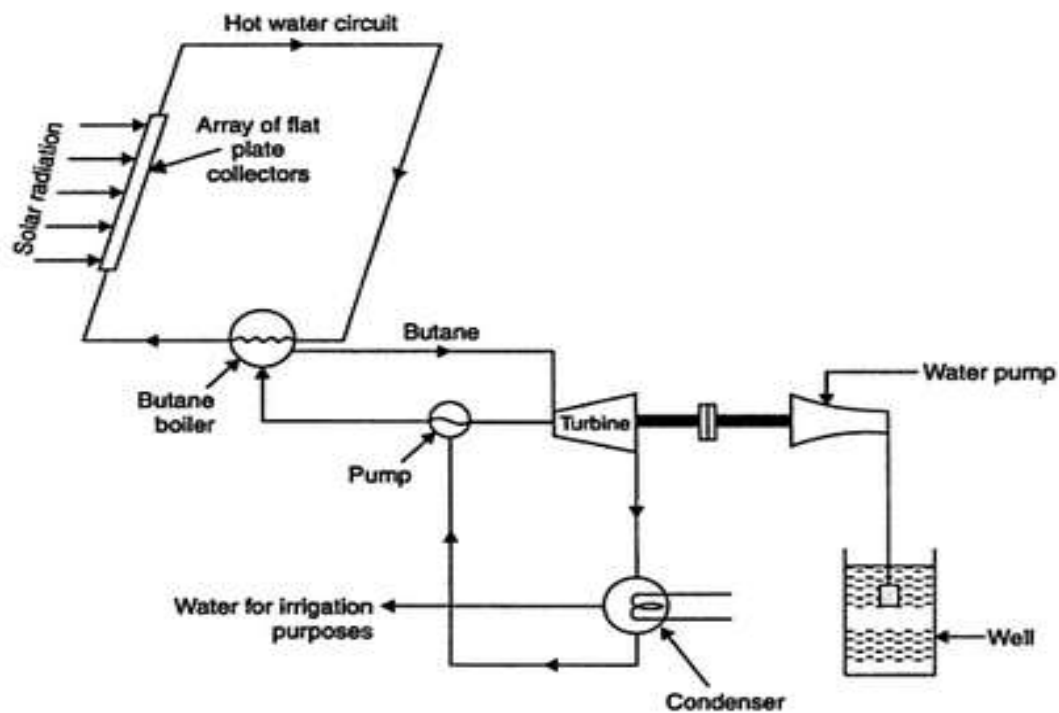 Hot water circuit
Solar radiation
Array of flat
plate
collectors
Butane
Butane
boiler
Water pump
Turbine
Pump
Water for irrigation
purposes
Well
Condenser